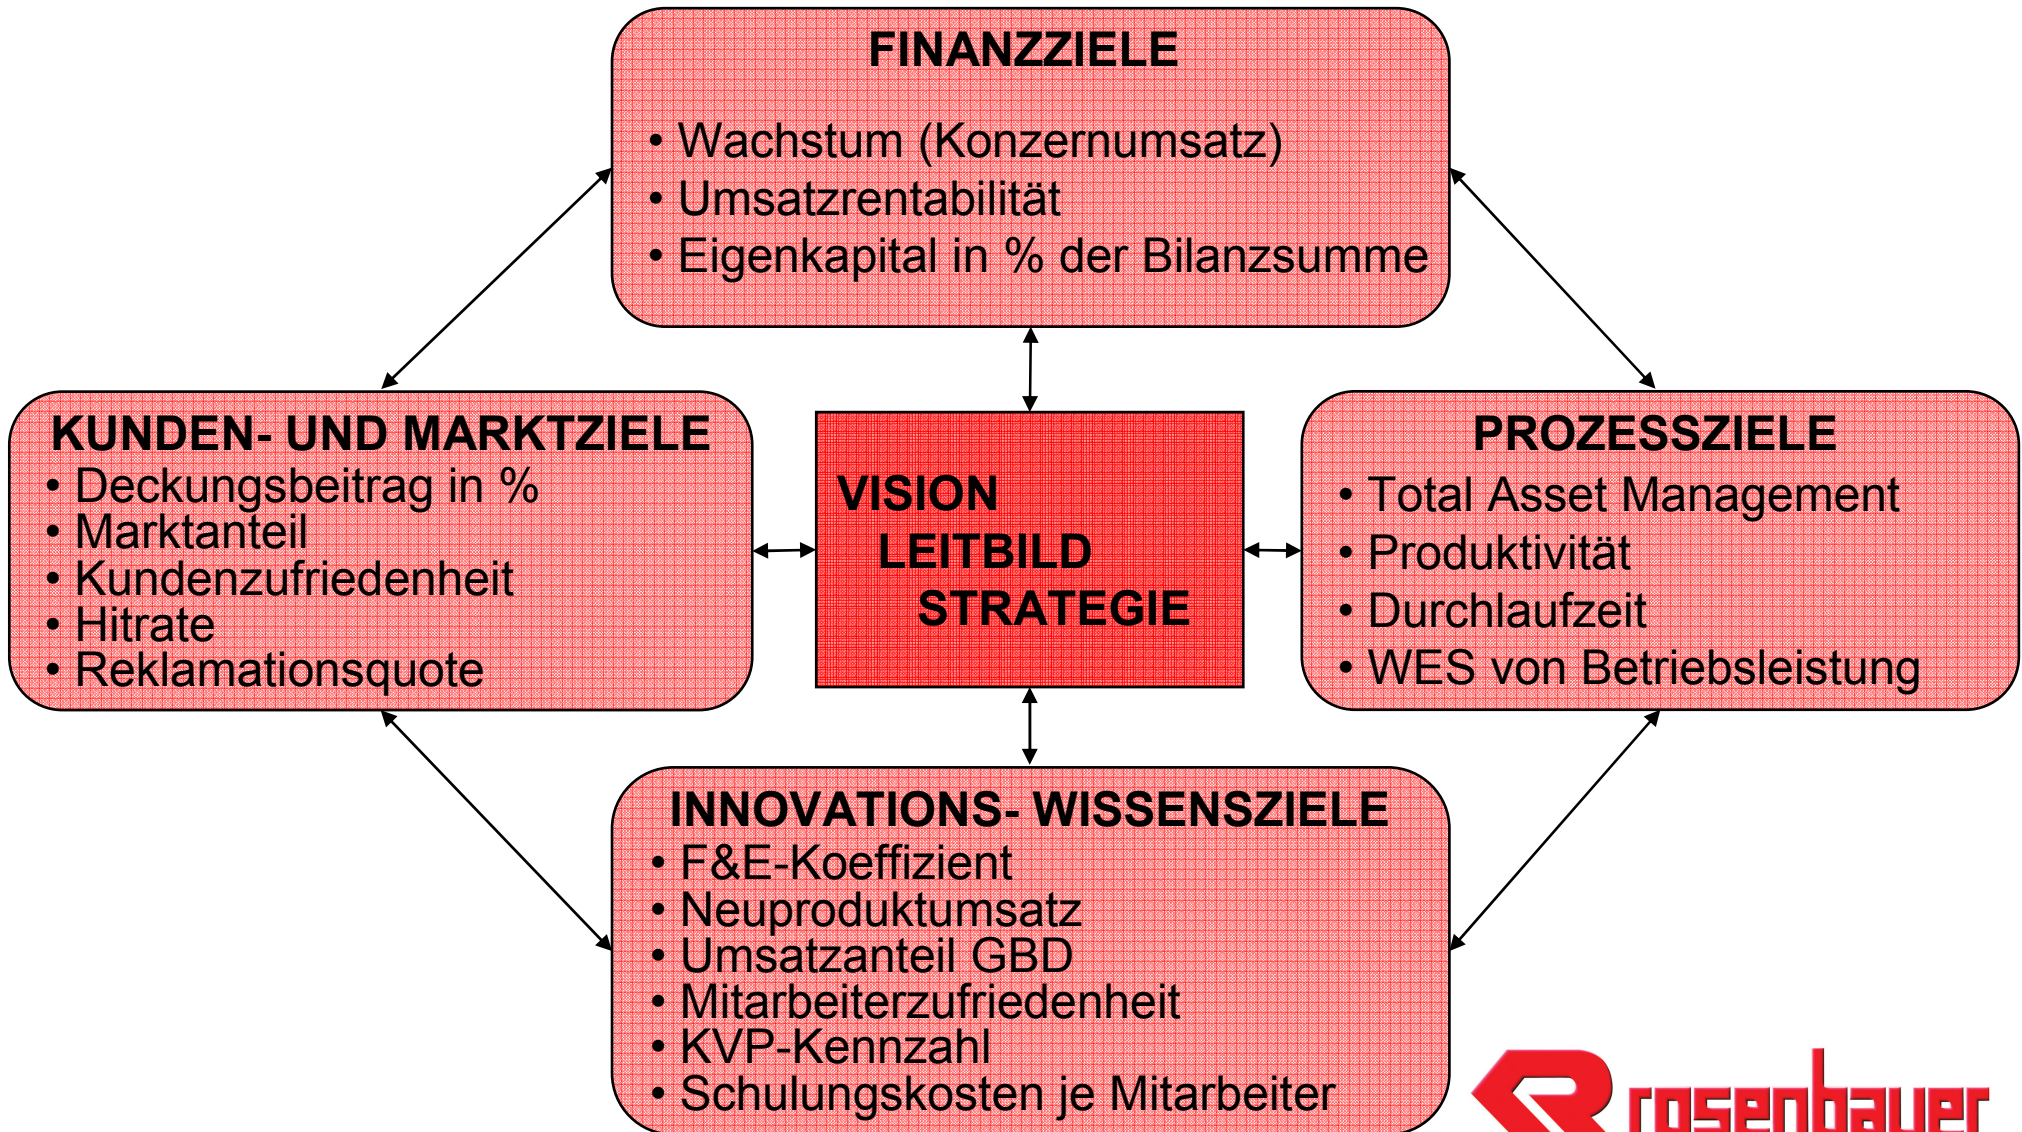 FINANZZIELE
• Wachstum (Konzernumsatz)
• Umsatzrentabilität
• Eigenkapital in % der Bilanzsumme
KUNDEN- UND MARKTZIELE
• Deckungsbeitrag in %
• Marktanteil
• Kundenzufriedenheit
• Hitrate
• Reklamationsquote
VISION
LEITBILD
STRATEGIE
PROZESSZIELE
• Total Asset Management
• Produktivität
• Durchlaufzeit
• WES von Betriebsleistung
INNOVATIONS- WISSENSZIELE
• F&E-Koeffizient
• Neuproduktumsatz
• Umsatzanteil GBD
• Mitarbeiterzufriedenheit
• KVP-Kennzahl
• Schulungskosten je Mitarbeiter
rosenbauer